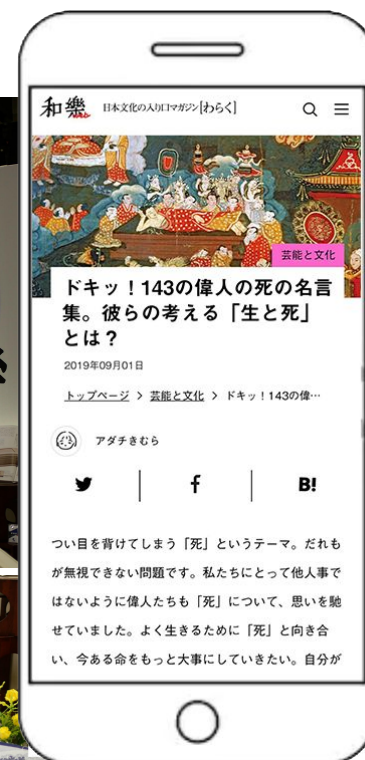 和樂
日本文化の入り口マガジン[わらく]
芸能と文化
ドキッ！143の偉人の死の名言
集。彼らの考える「生と死」
とは？
2019年09月01日
トップページ > 芸能と文化 > ドキッ！143の偉…
アダチきむら
B!
つい目を背けてしまう「死」というテーマ。だれも
が無視できない問題です。私たちにとって他人事で
はないように偉人たちも「死」について、思いを馳
せていました。よく生きるために「死」と向き合
い、今ある命をもっと大事にしていきたい。自分が